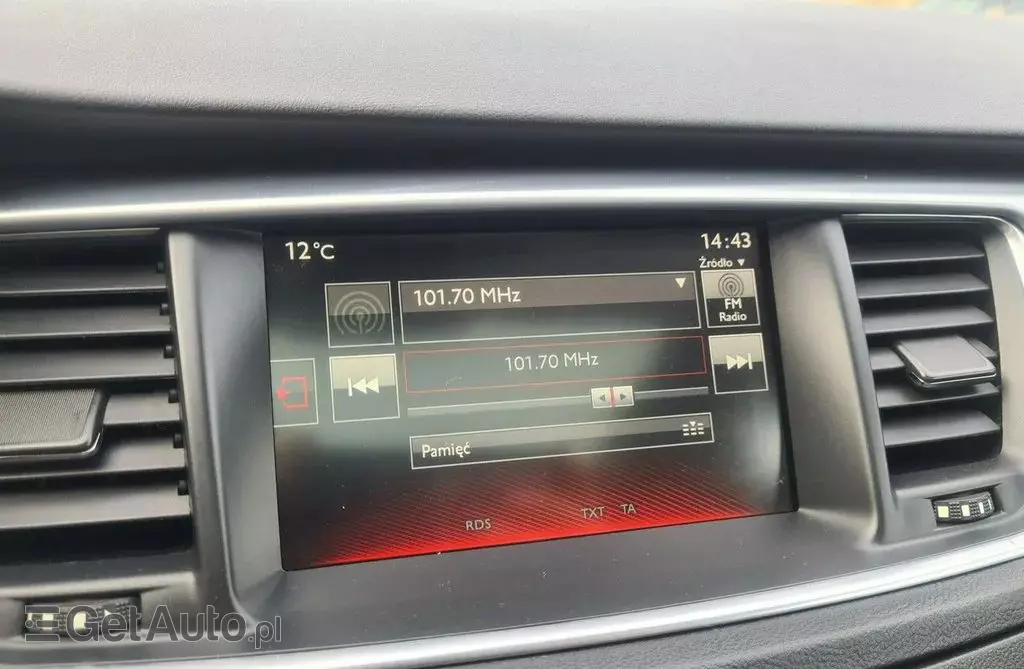 12°C
14:43
Źródło ▼
101.70 MHz
FM
Radio
101.70 MHz
Pamięć
RDS
TXT TA
GetAuto.pl